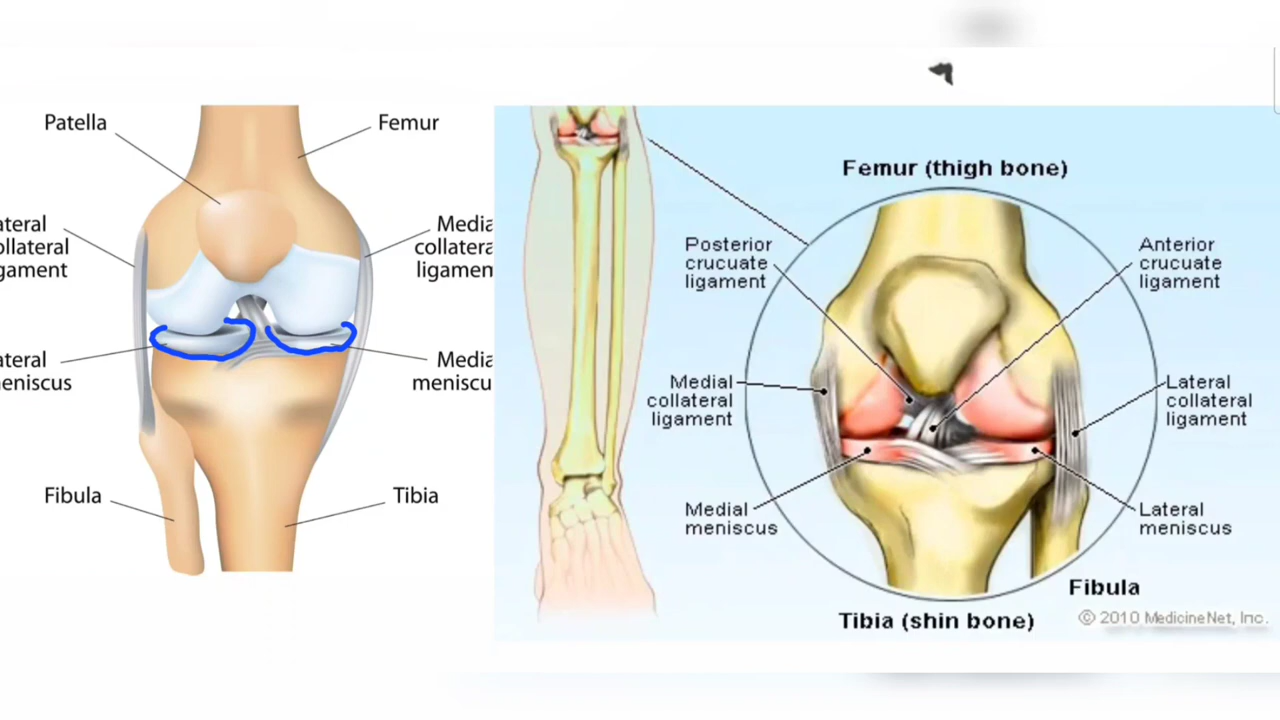 Patella
Femur
ateral
ollateral
gament
Media
collatera
ligamen
ateral
eniscus
Media
meniscu
Fibula
Tibia
Femur (thigh bone)
Posterior
crucuate
ligament
Anterior
crucuate
ligament
Medial
collateral
ligament
Lateral
collateral
ligament
Medial
meniscus
Lateral
meniscus
Fibula
Tibia (shin bone)
© 2010 MedicineNet, Inc.